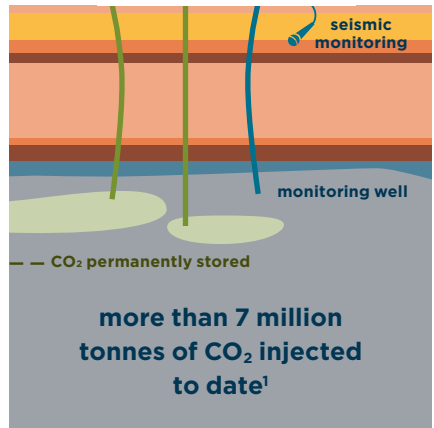 seismic
monitoring
monitoring well
CO₂ permanently stored
more than 7 million
tonnes of CO₂ injected
to date¹